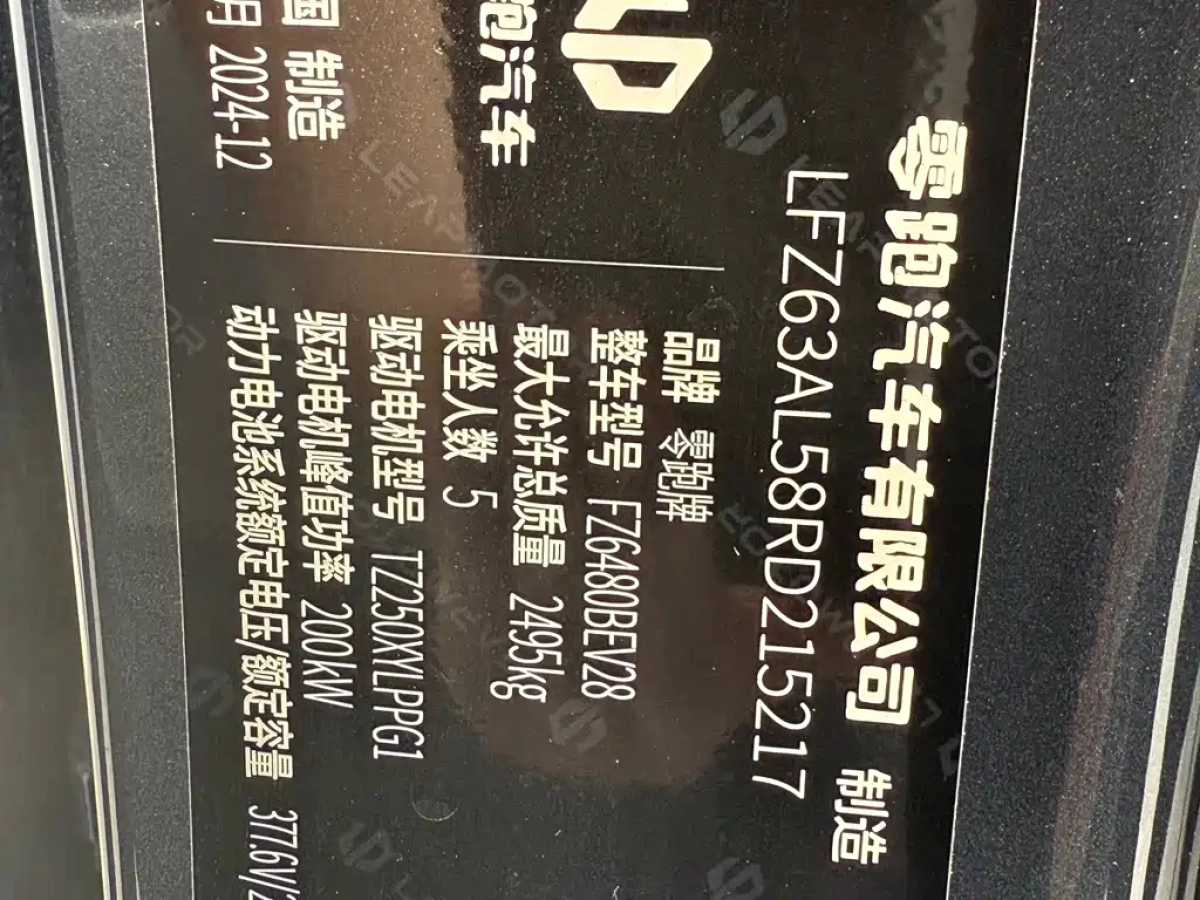 零跑汽车有限公司 制造
LFZ63AL58RD215217
跑汽车
国 制造
月 2024-12
品牌 零跑牌
整车型号 FZ6480BEV28
最大允许总质量 2495kg
乘坐人数 5
驱动电机型号 TZ250XYLPPG1
驱动电机峰值功率 200kW
动力电池系统额定电压/额定容量 377.6V/2